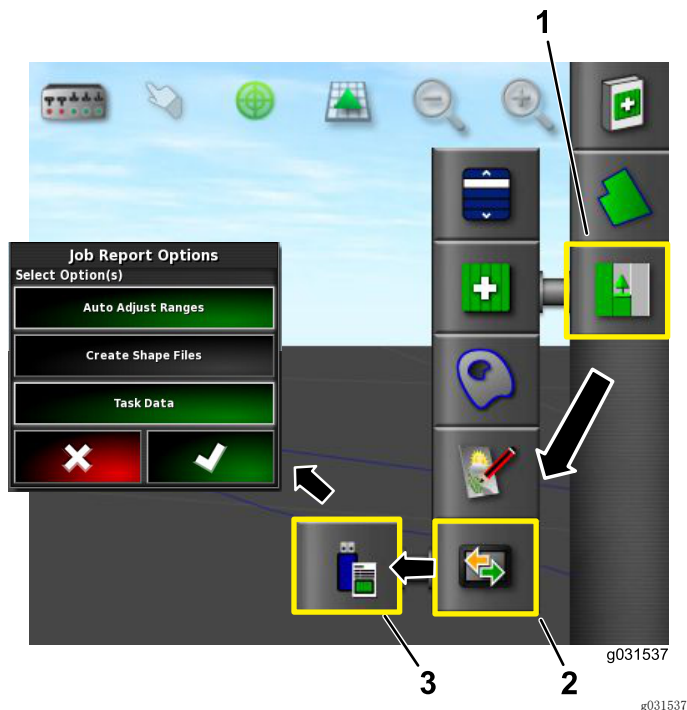 1
Job Report Options
Select Option(s)
Auto Adjust Ranges
Create Shape Files
Task Data
3
2
g031537
g031537